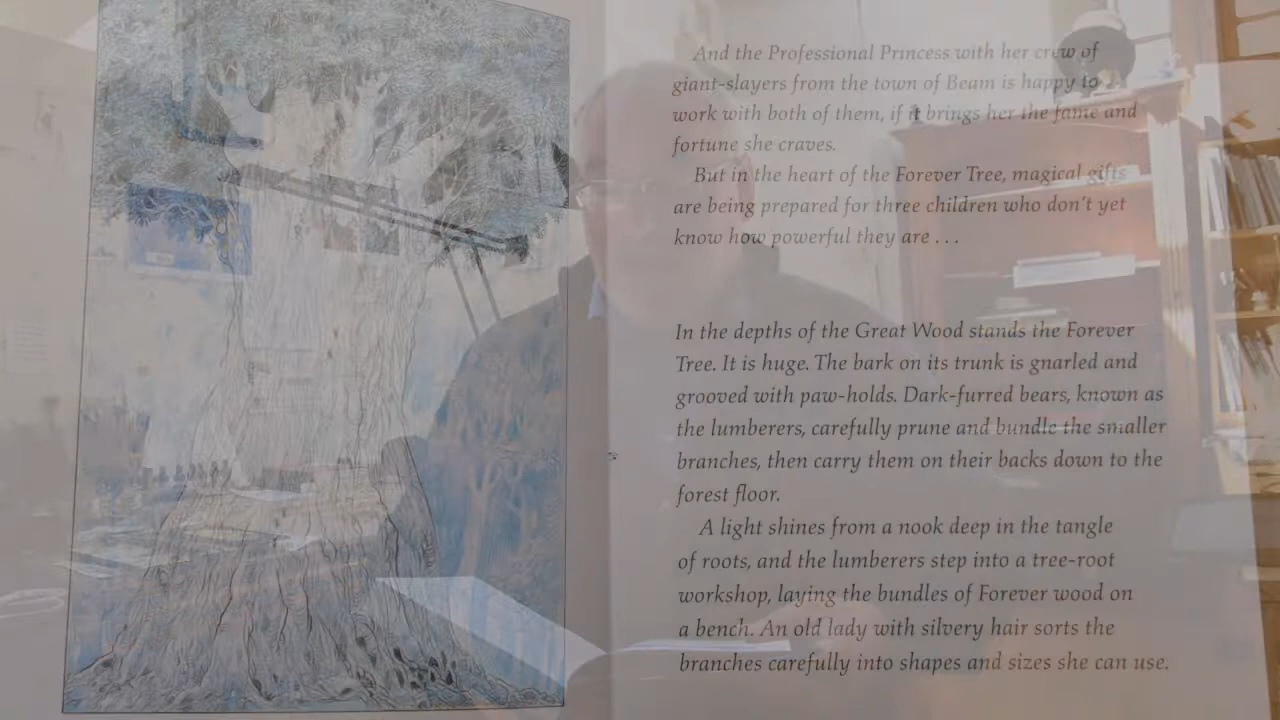 And the Professional Princess with her crew of
giant-slayers from the town of Beam is happy to
work with both of them, if it brings her the fame and
fortune she craves.
But in the heart of the Forever Tree, magical gifts
are being prepared for three children who don't yet
know how powerful they are . . .
In the depths of the Great Wood stands the Forever
Tree. It is huge. The bark on its trunk is gnarled and
grooved with paw-holds. Dark-furred bears, known as
the lumberers, carefully prune and bundle the smaller
branches, then carry them on their backs down to the
forest floor.
A light shines from a nook deep in the tangle
of roots, and the lumberers step into a tree-root
workshop, laying the bundles of Forever wood on
a bench. An old lady with silvery hair sorts the
branches carefully into shapes and sizes she can use.